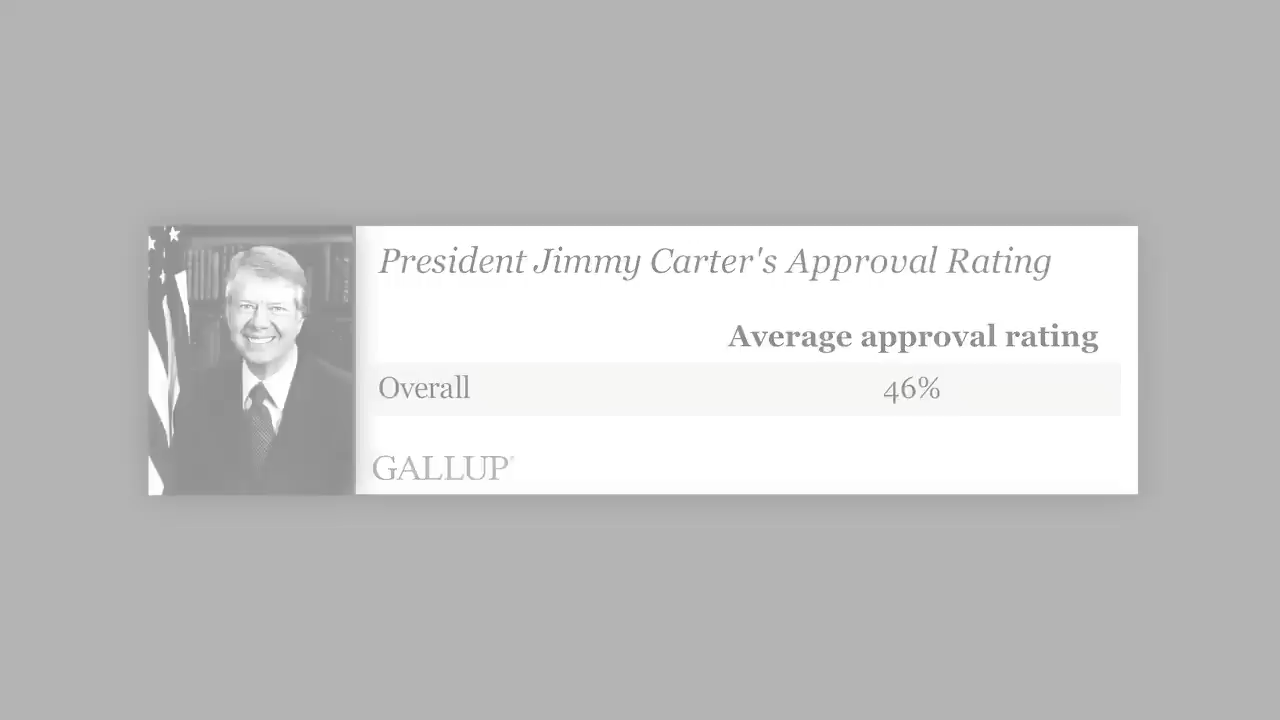 President Jimmy Carter's Approval Rating
Average approval rating
Overall 46%
GALLUP®